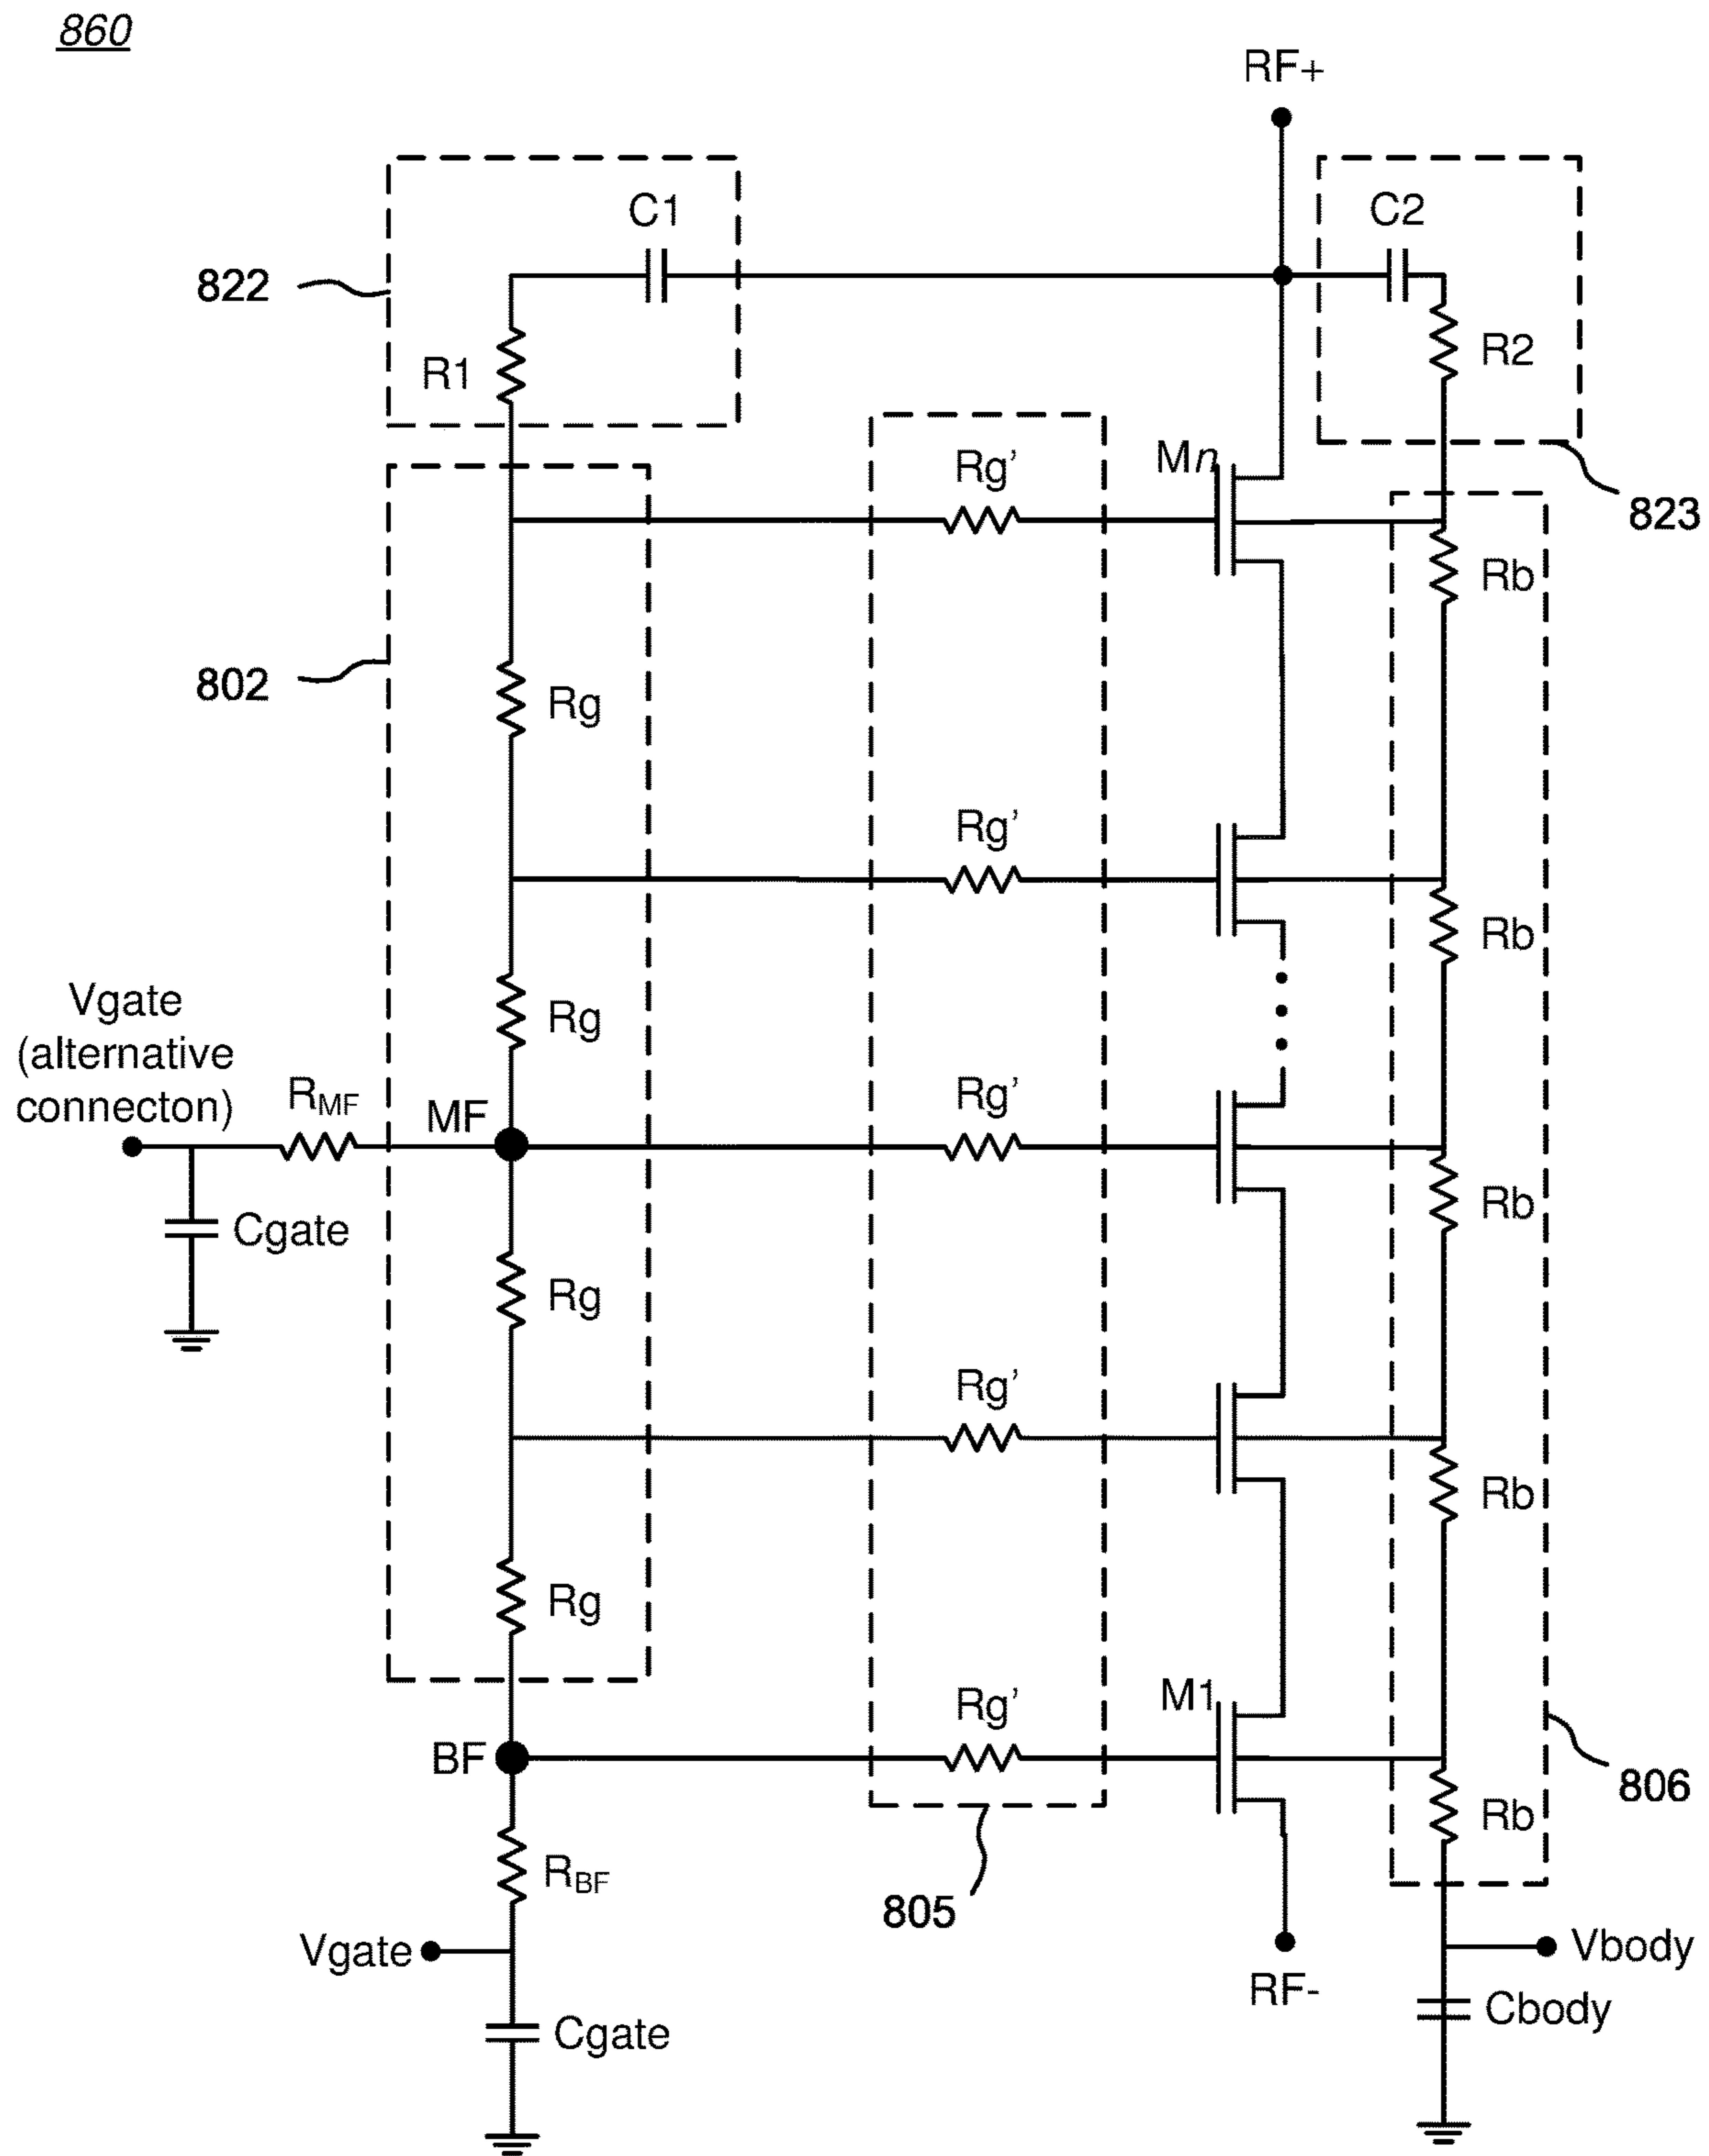 860
RF+
C1
C2
822
R1
R2
Rg’
Mn
823
Rb
802
Rg
Rg’
Rb
Vgate
(alternative
connecton)
Rg
RMF
MF
Rg’
Rb
Cgate
Rg
Rg’
Rb
Rg
Rg’
M1
BF
806
Rb
RBF
805
Vgate
Vbody
RF-
Cbody
Cgate